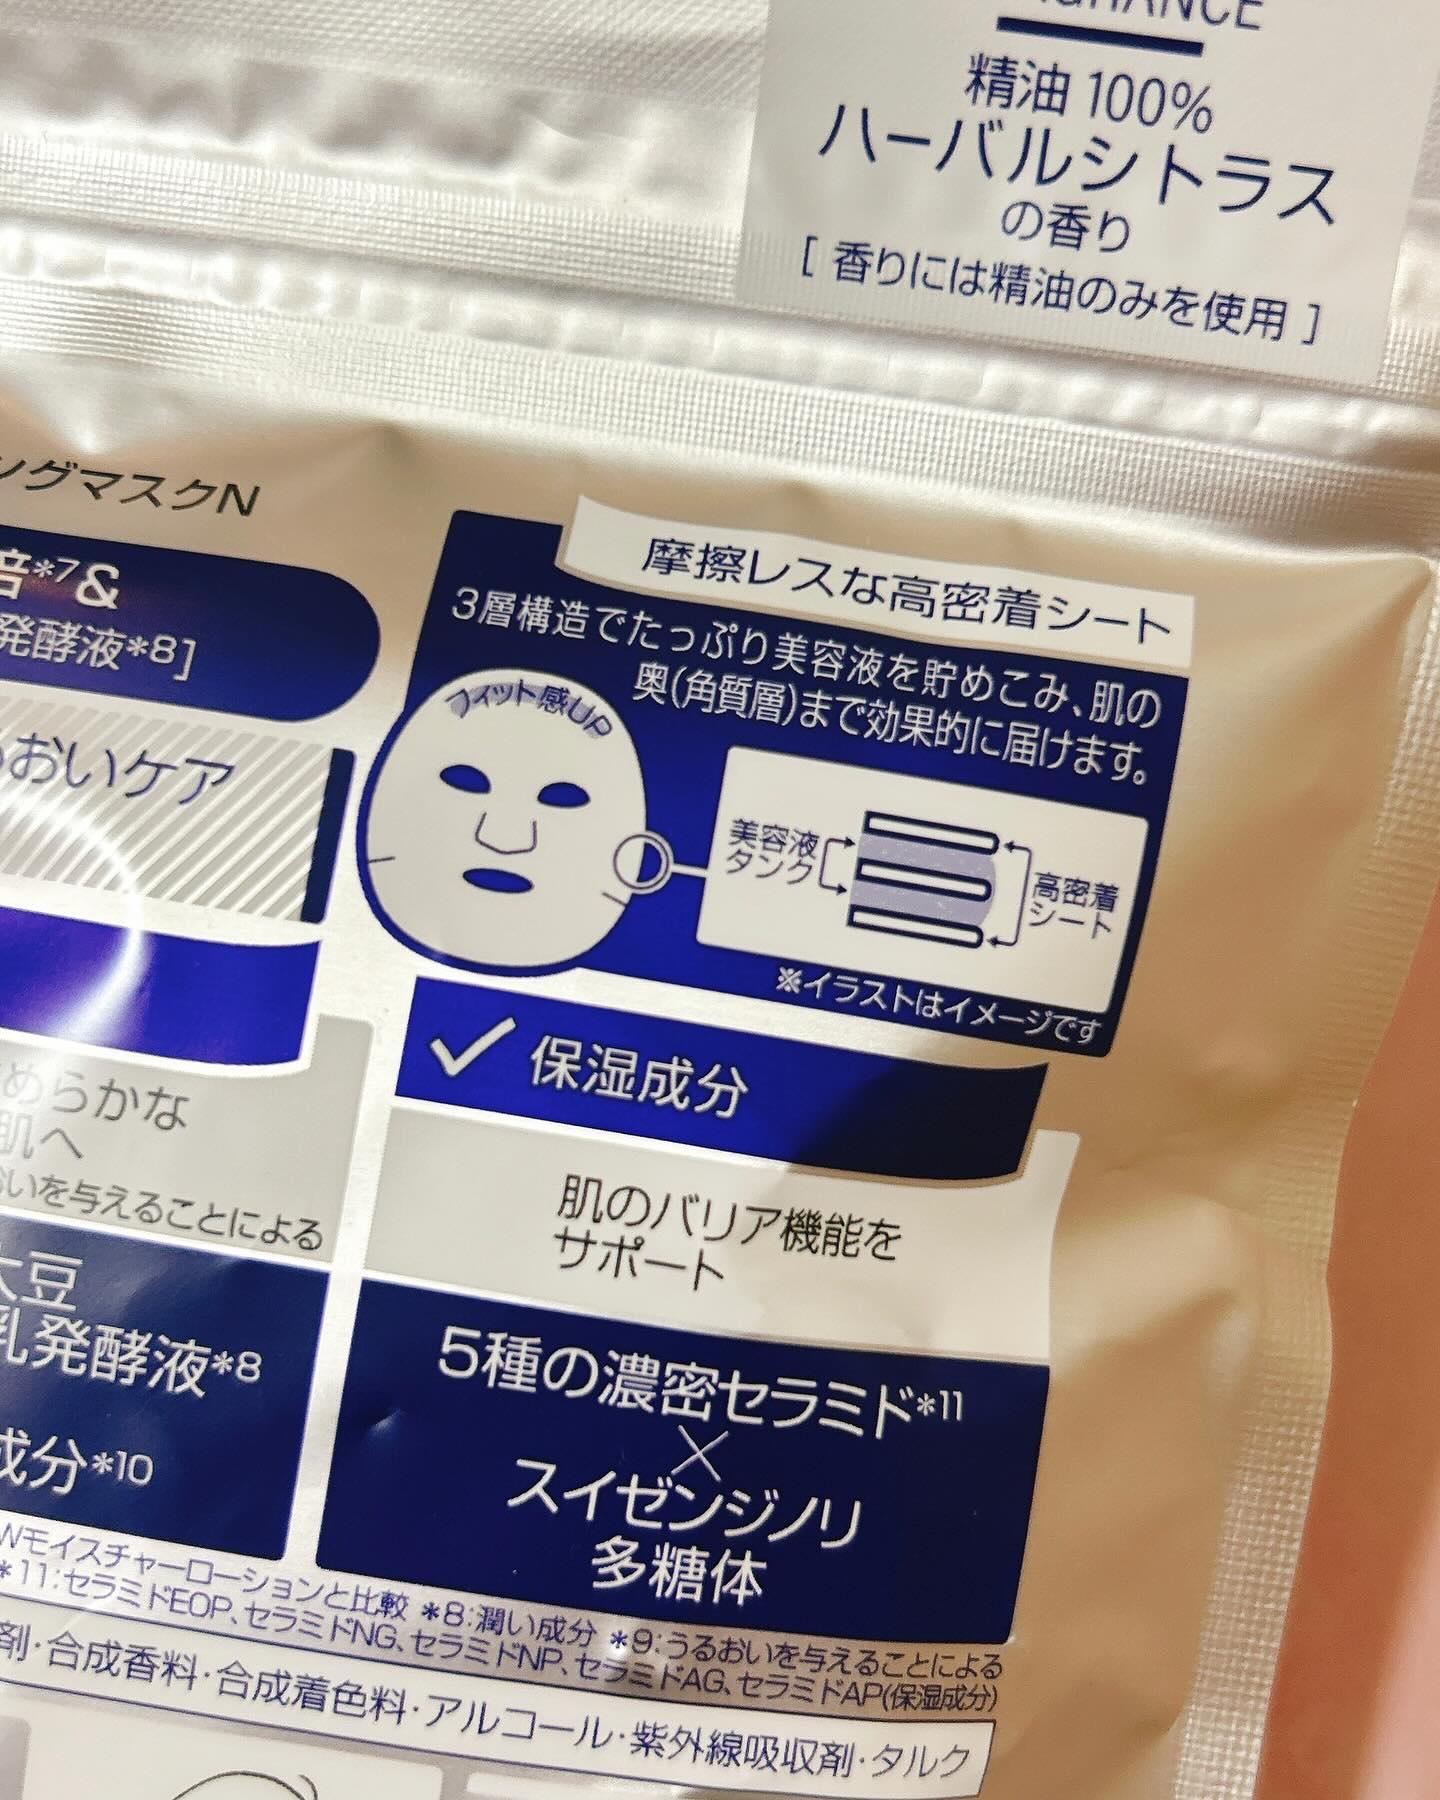 精油 100%
ハーバルシトラス
の香り
[ 香りには精油のみを使用 ]
ングマスクN
倍*7&
発酵液*8]
おいケア
めらかな
肌へ
おいを与えることによる
大豆
乳発酵液*8
成分*10
摩擦レスな高密着シート
3層構造でたっぷり美容液を貯めこみ、肌の
奥(角質層)まで効果的に届けます。
フィット感UP
美容液
タンク
高密着
シート
※イラストはイメージです
保湿成分
肌のバリア機能を
サポート
5種の濃密セラミド*11
×
スイゼンジノリ
多糖体
Wモイスチャーローションと比較 *8:潤い成分 *9:うるおいを与えることによる
*11:セラミドEOP、セラミドNG、セラミドNP、セラミドAG、セラミドAP(保湿成分)
剤・合成香料・合成着色料・アルコール・紫外線吸収剤・タルク